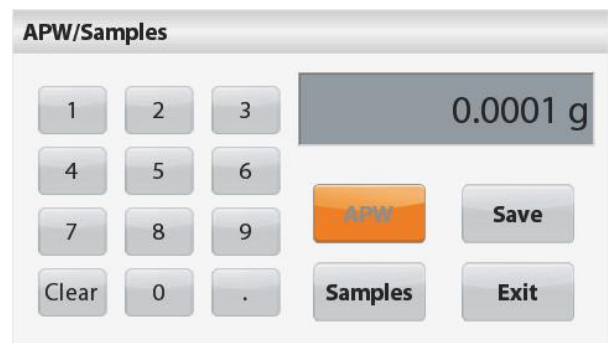 APW/Samples
0.0001 g
1 2 3
4 5 6
7 8 9
Clear 0 .
APW Save
Samples Exit